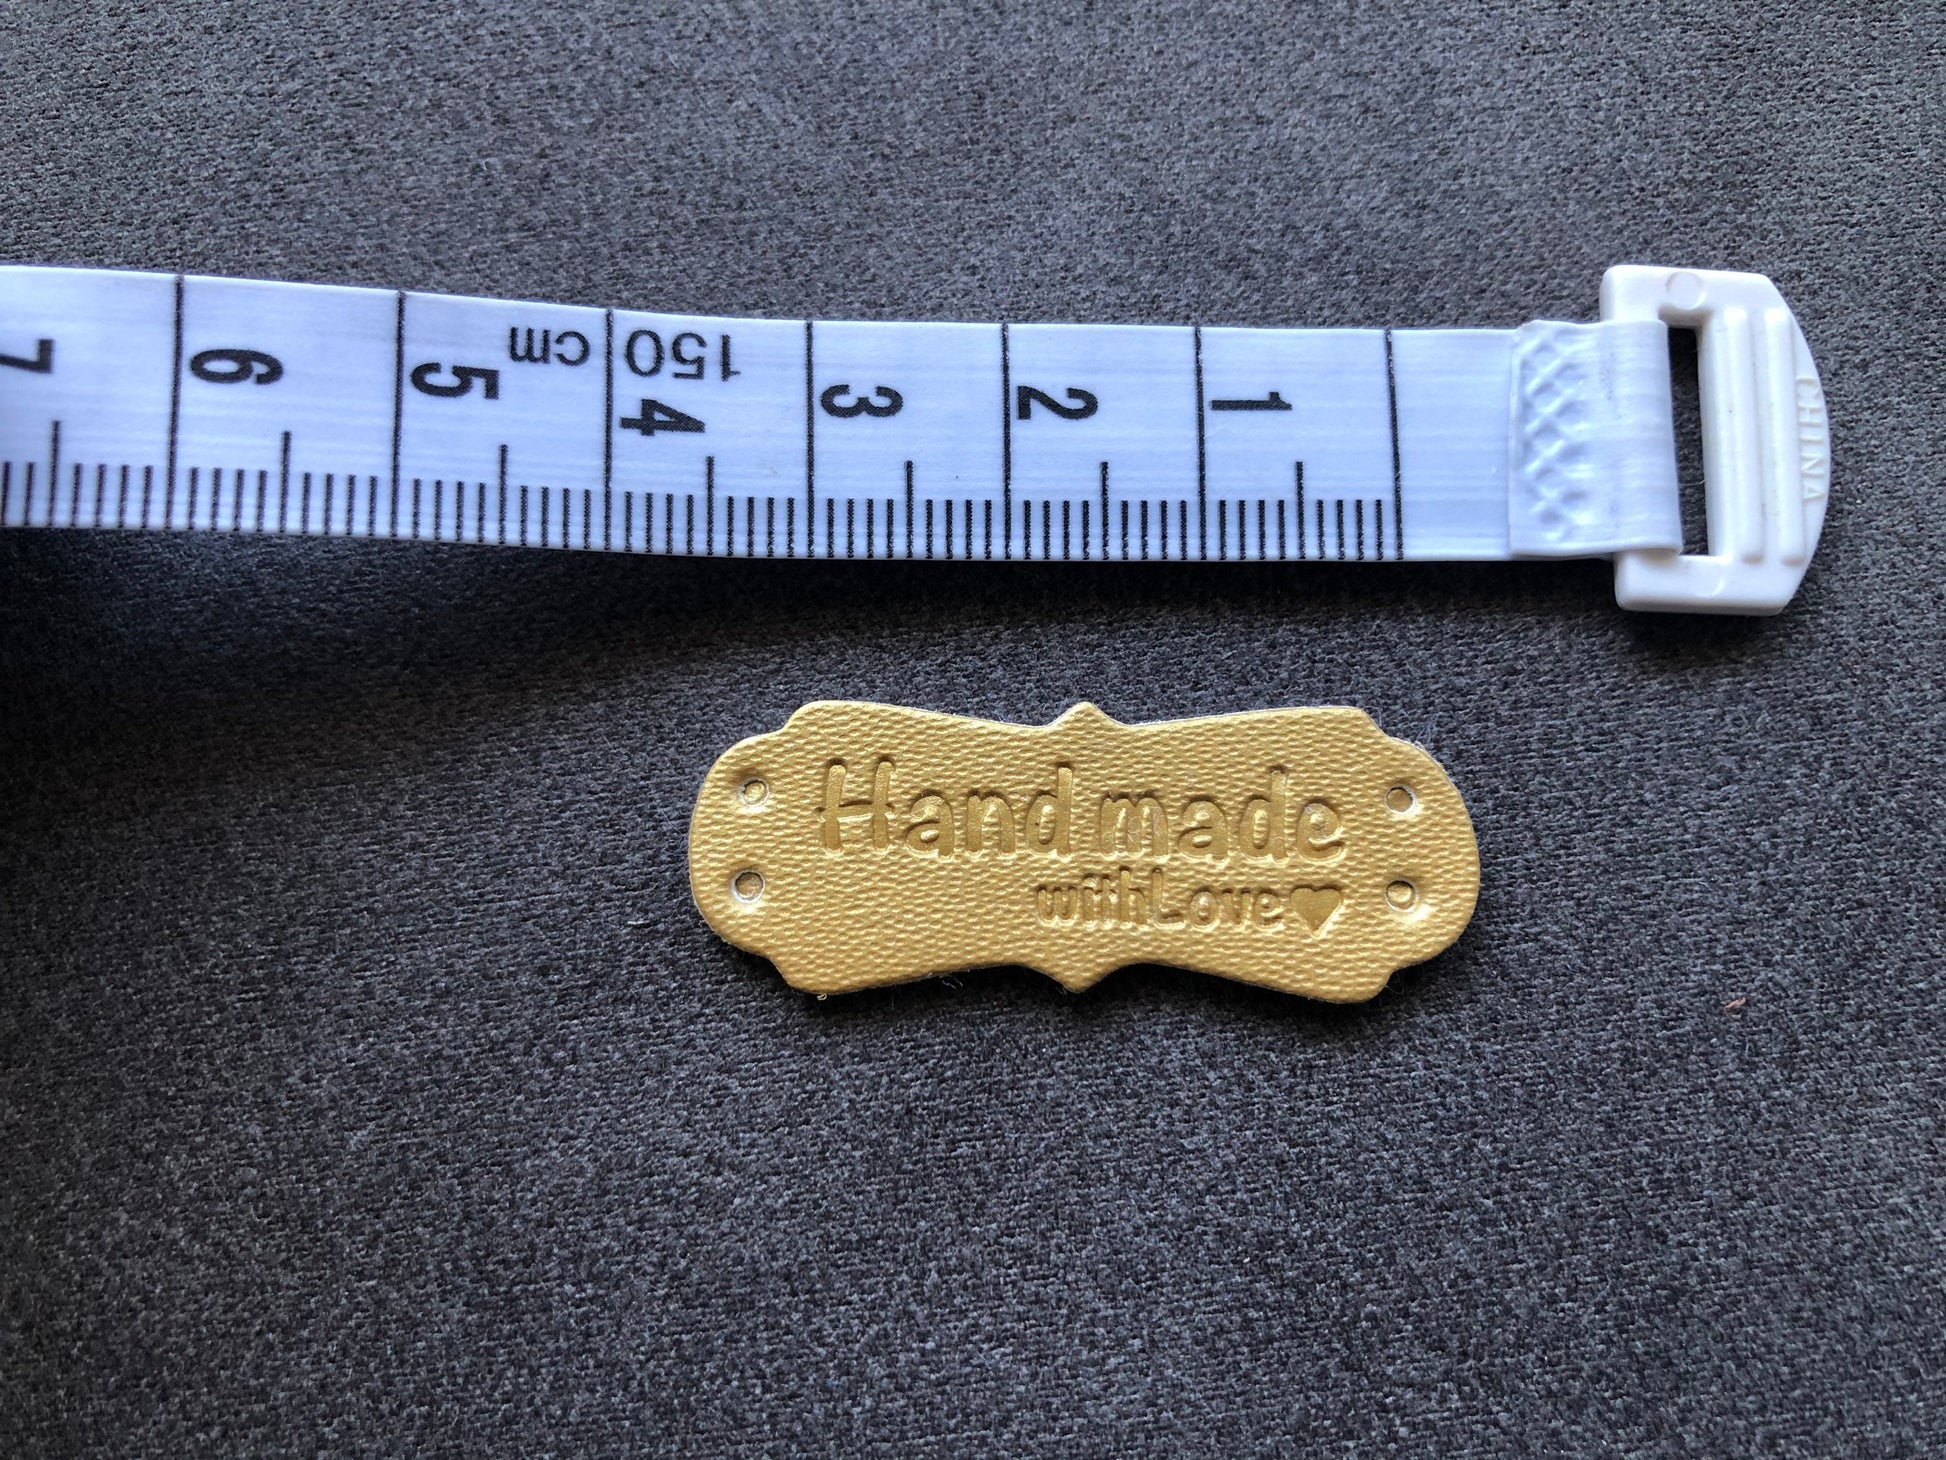 7 6 5 4 3 2 1
150 cm
CHINA
Handmade
withLove♥